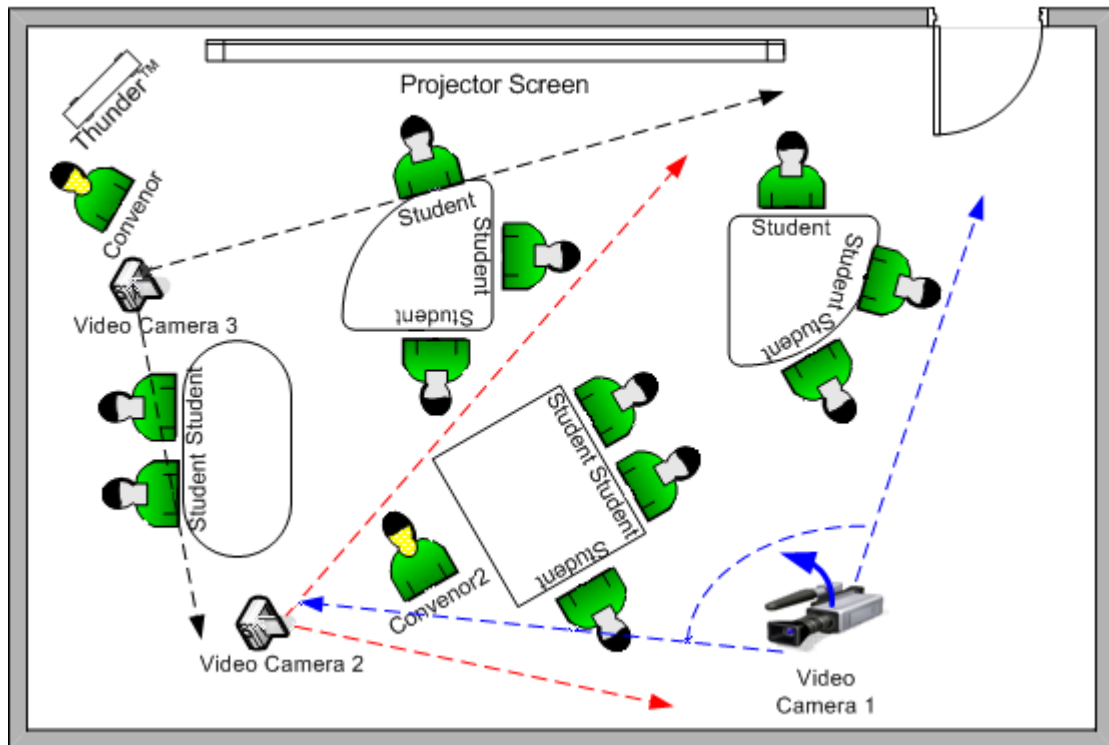 Projector Screen
Thunder™
Convenor
Video Camera 3
Student
Student
Student
Student
Student
Student
Student
Student
Student
Student
Student
Convenor2
Video Camera 2
Video
Camera 1